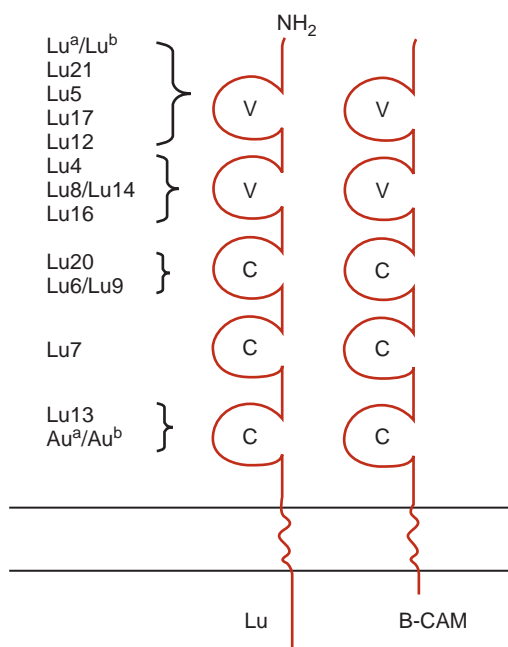 NH₂
Luᵃ/Luᵇ
Lu21
Lu5
Lu17
Lu12
V V
Lu4
Lu8/Lu14
Lu16
V V
Lu20
Lu6/Lu9
C C
Lu7
C C
Lu13
Auᵃ/Auᵇ
C C
Lu B-CAM